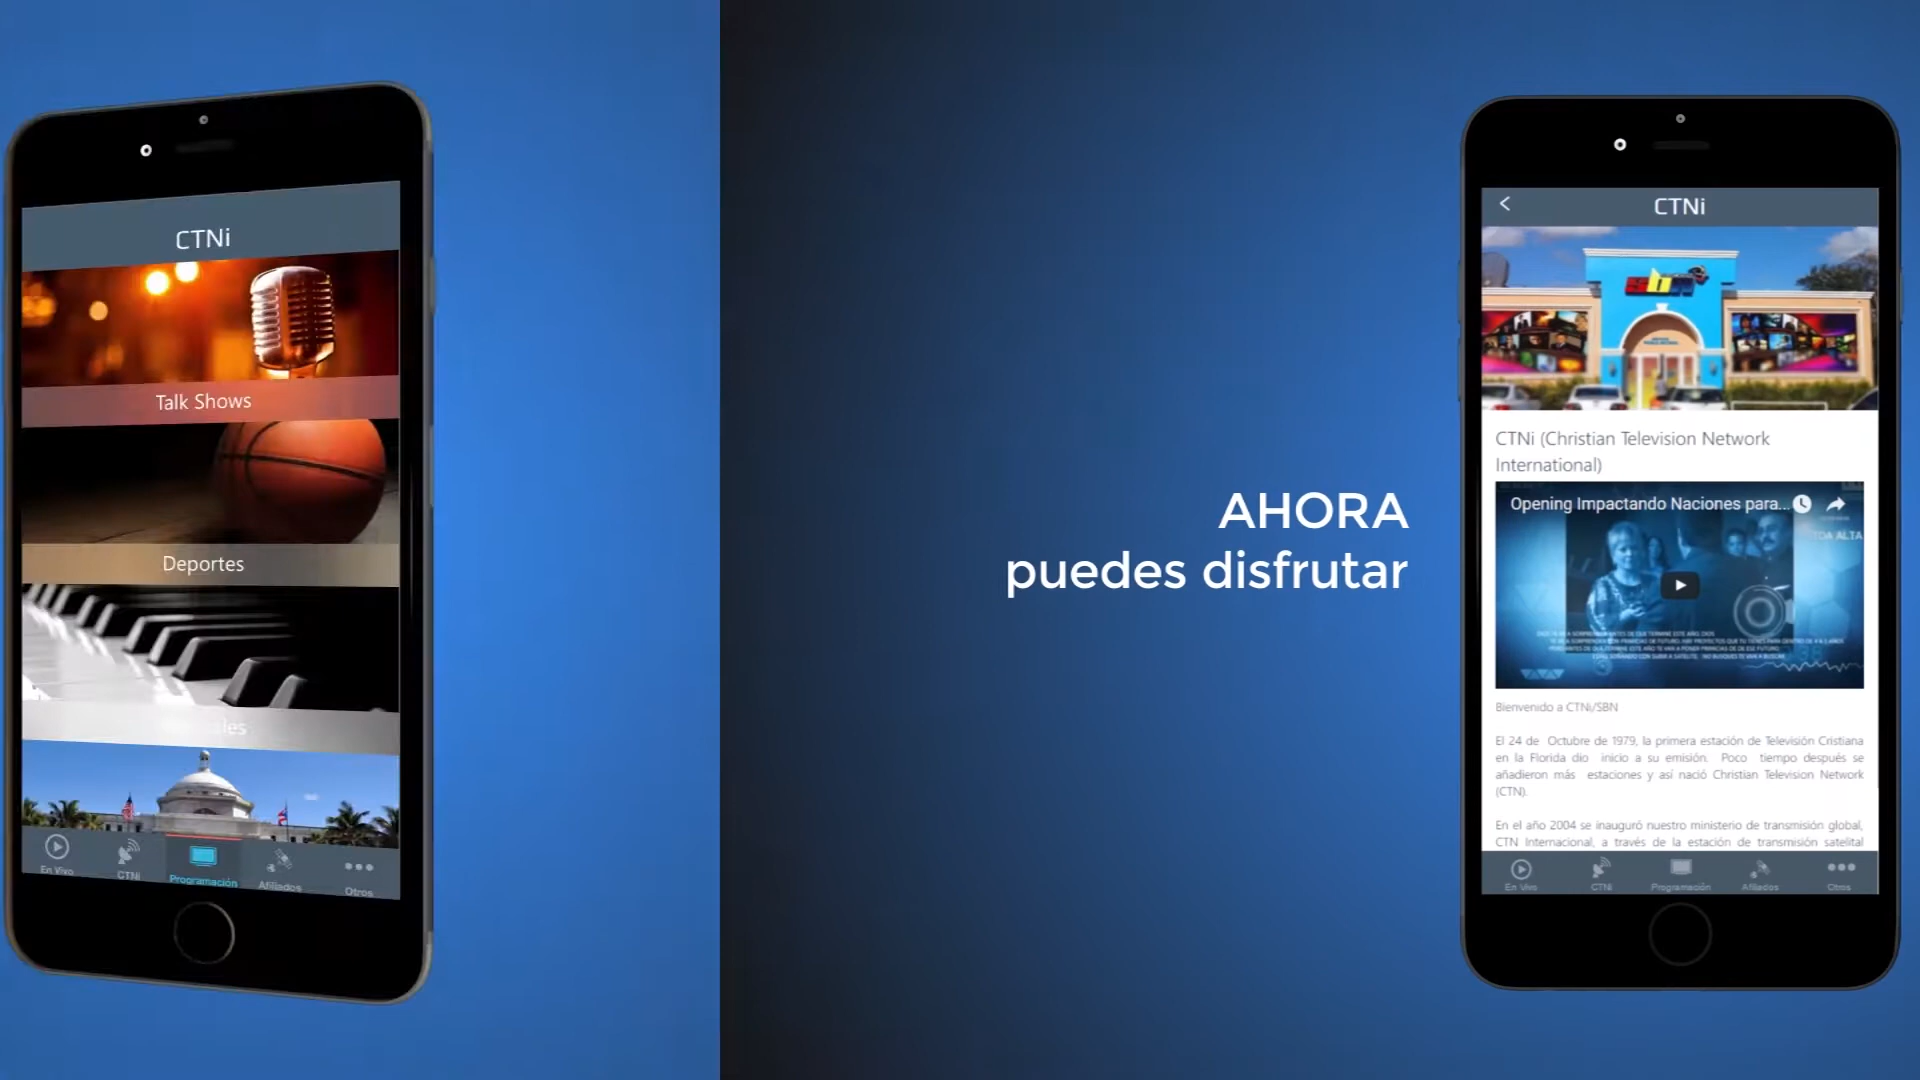 CTNi
Talk Shows
Deportes
En Vivo
CTNi
Programación
Afiliados
Otros
AHORA
puedes disfrutar
CTNi
sbn
CTNi (Christian Television Network
International)
Opening Impactando Naciones para...
Bienvenido a CTNi/SBN
El 24 de Octubre de 1979, la primera estación de Televisión Cristiana
en la Florida dio inicio a su emisión. Poco tiempo después se
añadieron más estaciones y así nació Christian Television Network
(CTN).
En el año 2004 se inauguró nuestro ministerio de transmisión global,
CTN Internacional, a través de la estación de transmisión satelital
En Vivo
CTNi
Programación
Afiliados
Otros